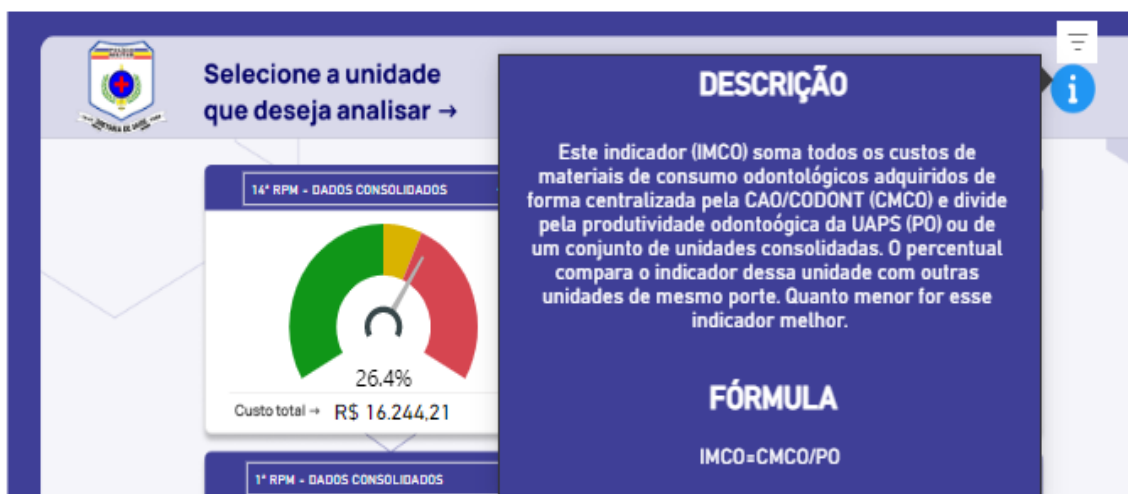 Selecione a unidade
que deseja analisar →
DESCRIÇÃO
Este indicador (IMCO) soma todos os custos de
materiais de consumo odontológicos adquiridos de
forma centralizada pela CAO/CODONT (CMCO) e divide
pela produtividade odontoógica da UAPS (PO) ou de
um conjunto de unidades consolidadas. O percentual
compara o indicador dessa unidade com outras
unidades de mesmo porte. Quanto menor for esse
indicador melhor.
FÓRMULA
IMCO=CMCO/PO
14ª RPM - DADOS CONSOLIDADOS
26,4%
Custo total → R$ 16.244,21
1ª RPM - DADOS CONSOLIDADOS